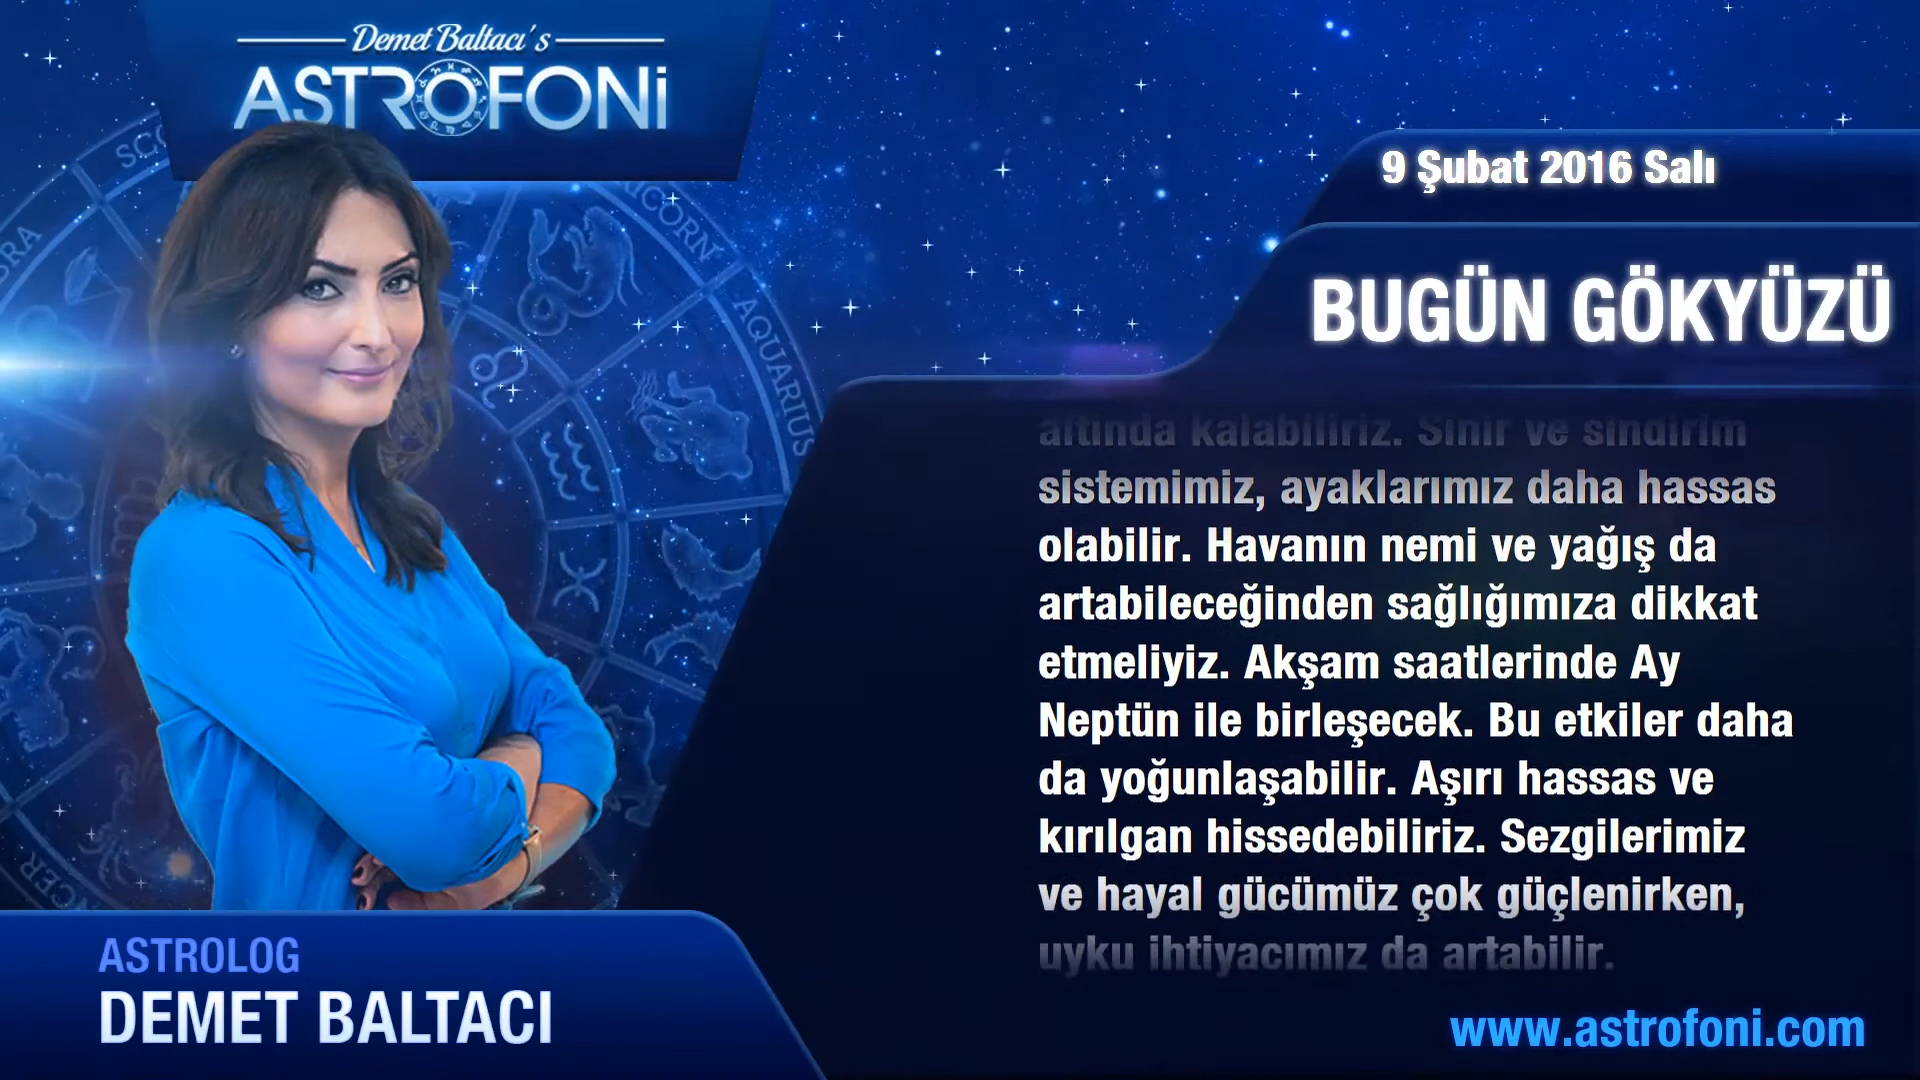 Demet Baltacı's
ASTROFONİ
9 Şubat 2016 Salı
BUGÜN GÖKYÜZÜ
altında kalabiliriz. Sinir ve sindirim
sistemimiz, ayaklarımız daha hassas
olabilir. Havanın nemi ve yağış da
artabileceğinden sağlığımıza dikkat
etmeliyiz. Akşam saatlerinde Ay
Neptün ile birleşecek. Bu etkiler daha
da yoğunlaşabilir. Aşırı hassas ve
kırılgan hissedebiliriz. Sezgilerimiz
ve hayal gücümüz çok güçlenirken,
uyku ihtiyacımız da artabilir.
ASTROLOG
DEMET BALTACI
www.astrofoni.com
AQUARIUS